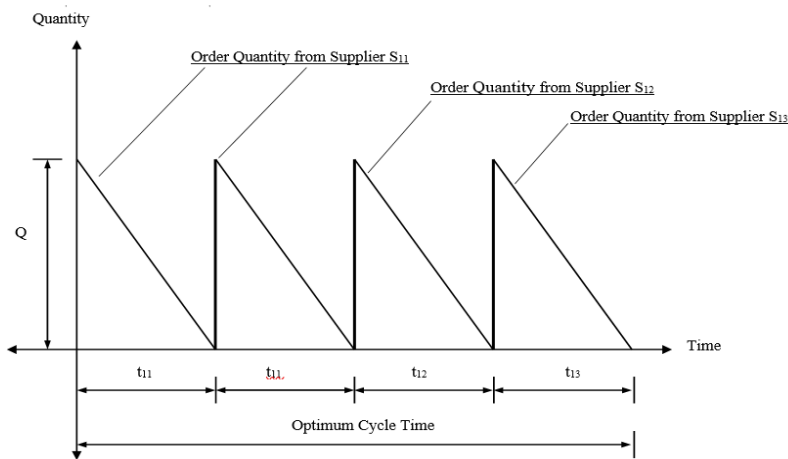 Quantity
Order Quantity from Supplier S₁₁
Order Quantity from Supplier S₁₂
Order Quantity from Supplier S₁₃
Q
Time
t₁₁ t₁₁. t₁₂ t₁₃
Optimum Cycle Time